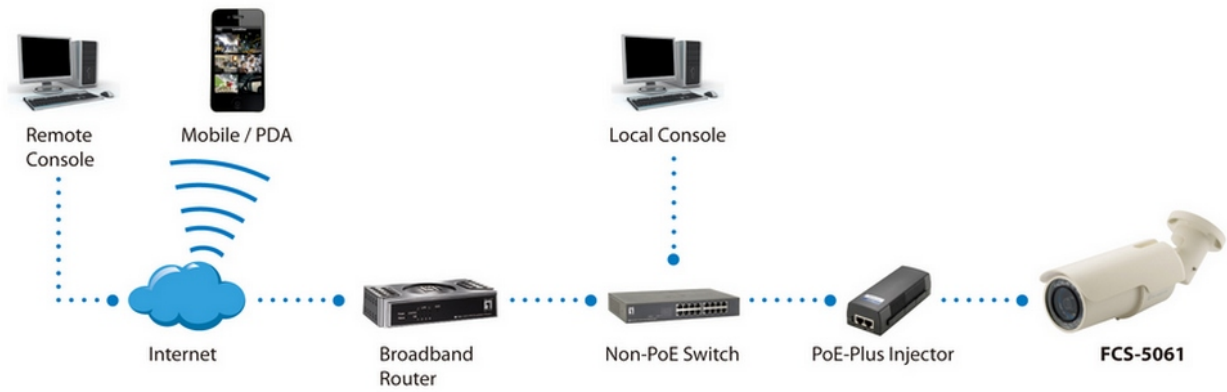 Remote
Console
Mobile / PDA
Local Console
Internet
Broadband
Router
Non-PoE Switch
PoE-Plus Injector
FCS-5061